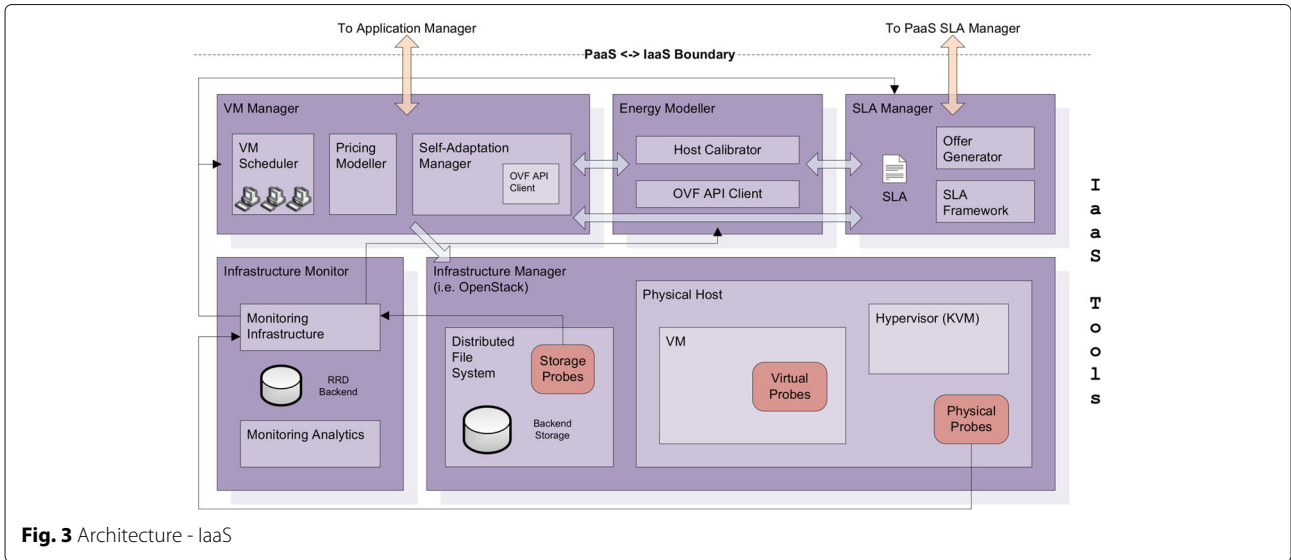 To Application Manager
To PaaS SLA Manager
PaaS <-> IaaS Boundary
VM Manager
VM
Scheduler
Pricing
Modeller
Self-Adaptation
Manager
OVF API
Client
Energy Modeller
Host Calibrator
OVF API Client
SLA Manager
SLA
Offer
Generator
SLA
Framework
IaaS Tools
Infrastructure Monitor
Monitoring
Infrastructure
RRD
Backend
Monitoring Analytics
Infrastructure Manager
(i.e. OpenStack)
Distributed
File
System
Storage
Probes
Backend
Storage
Physical Host
VM
Virtual
Probes
Hypervisor (KVM)
Physical
Probes
Fig. 3 Architecture - IaaS